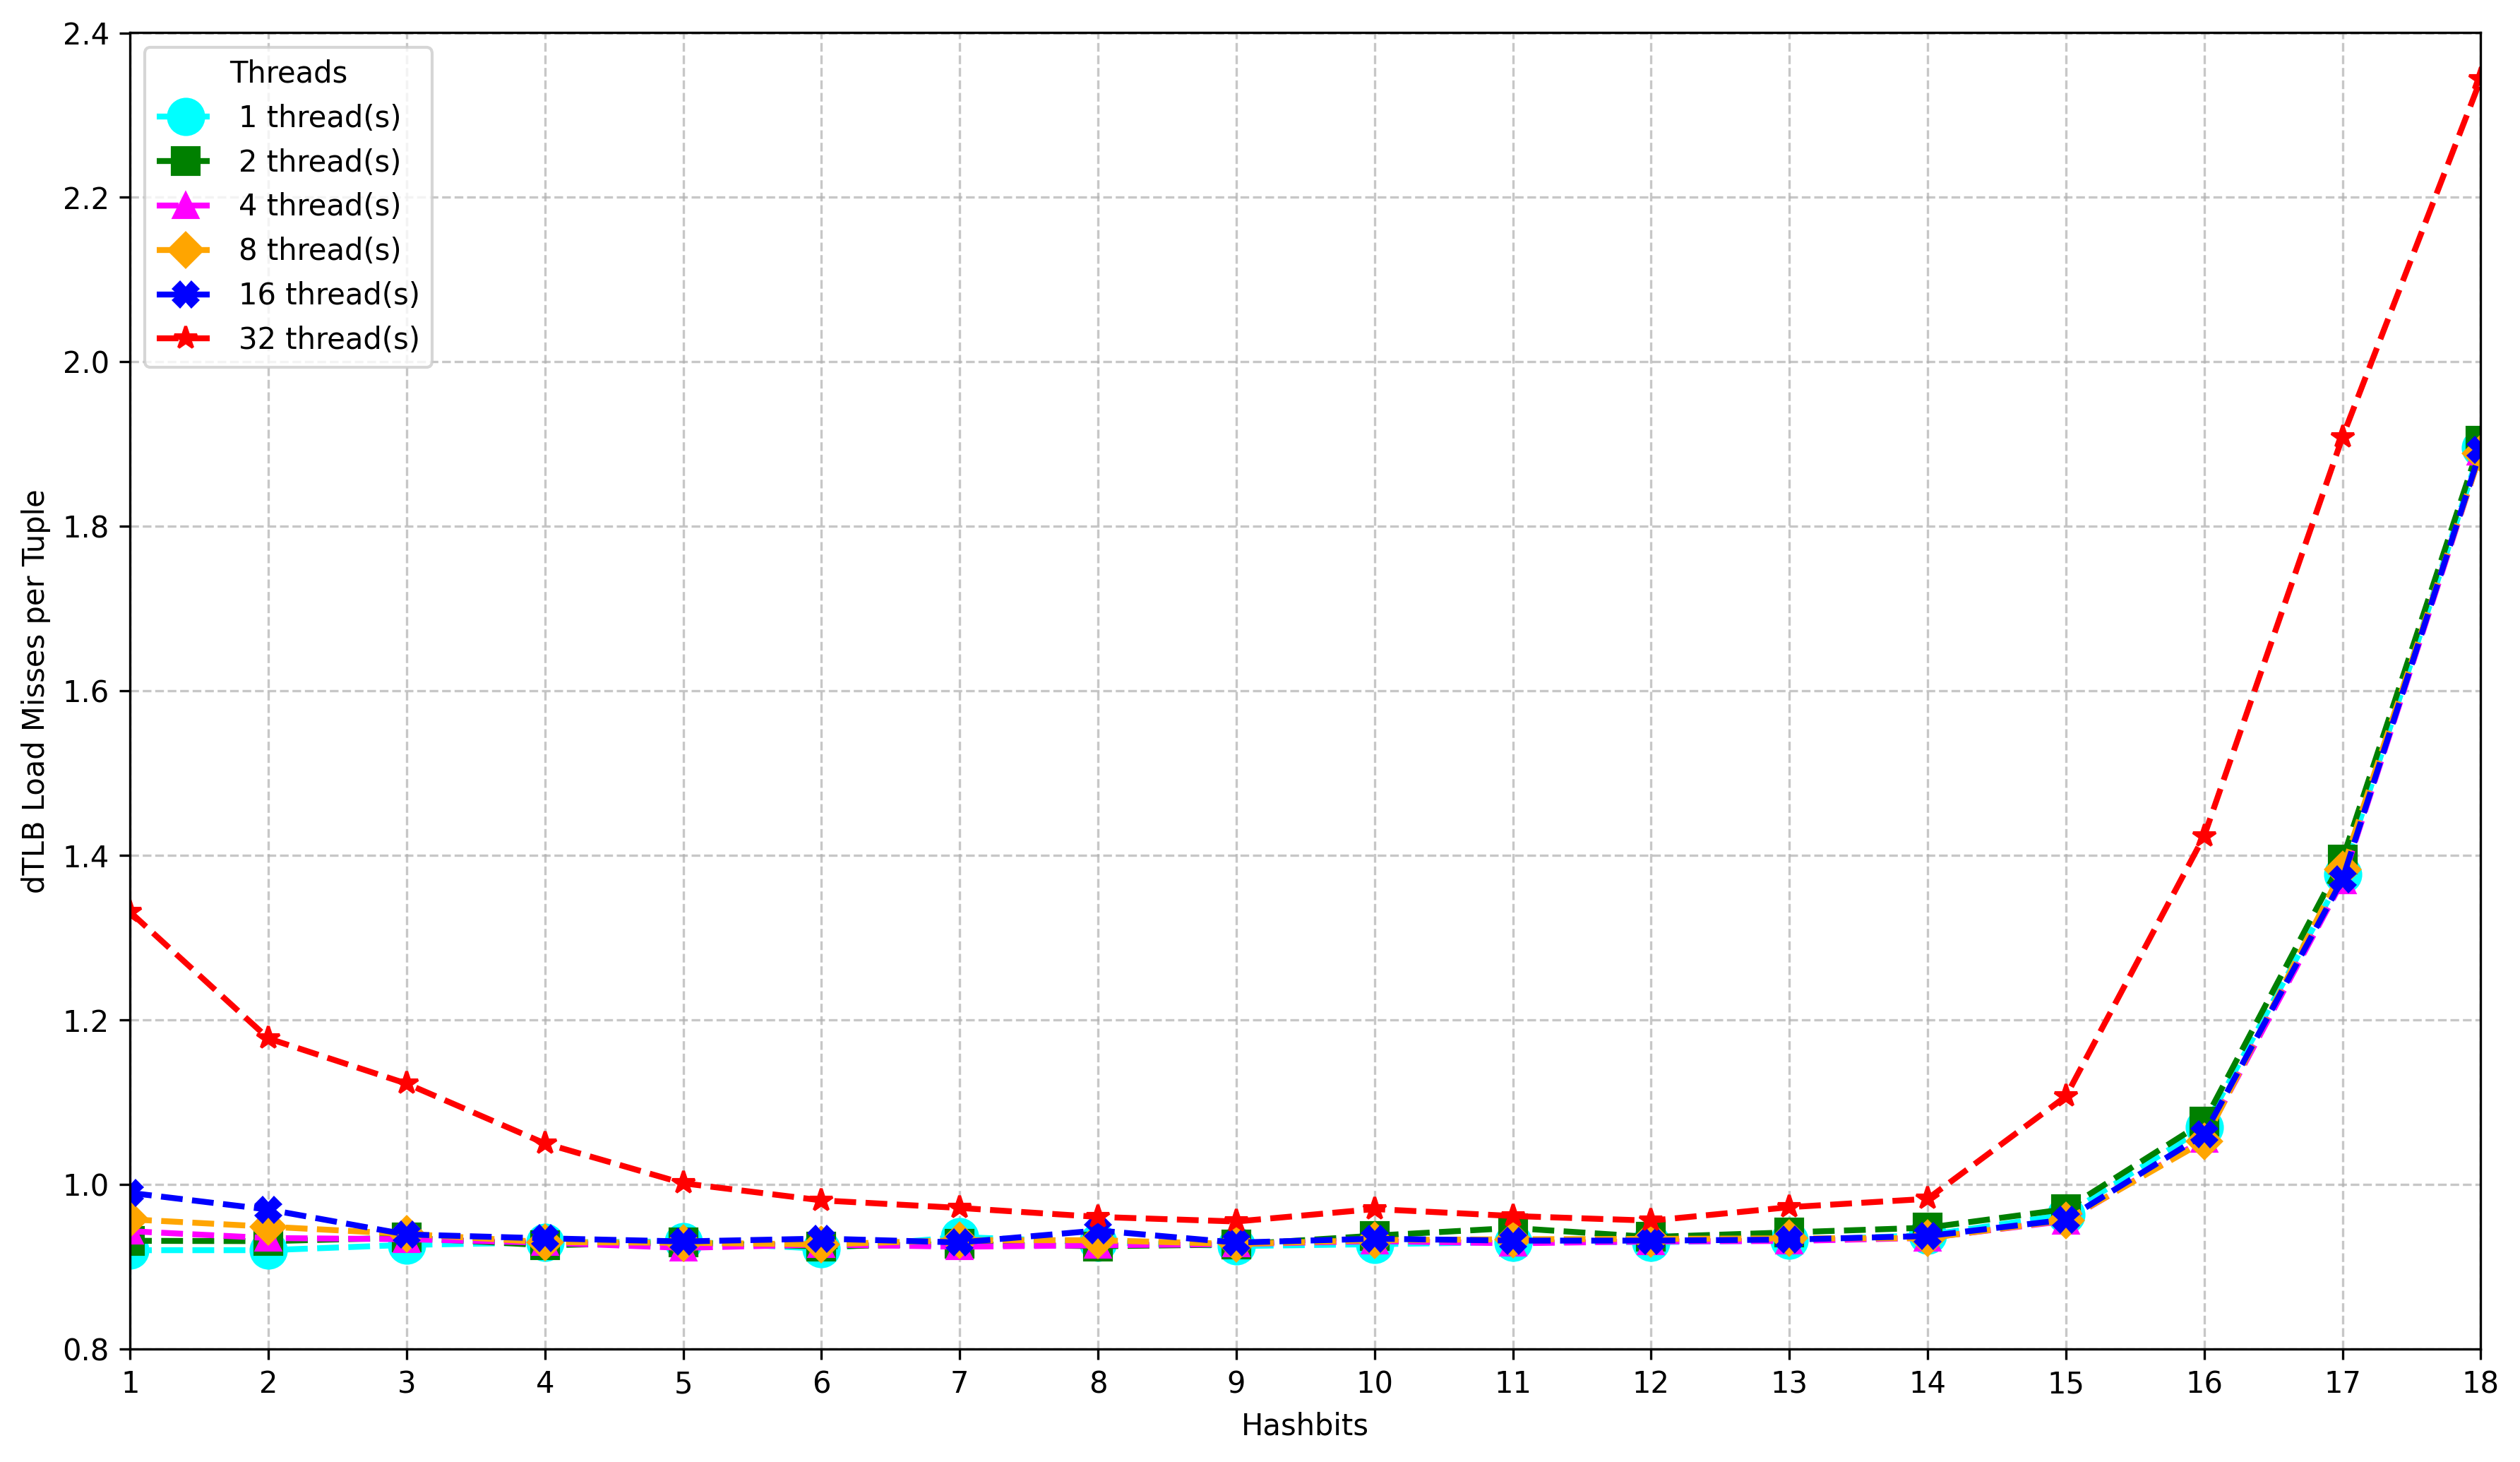 2.4
2.2
2.0
1.8
1.6
1.4
1.2
1.0
0.8
dTLB Load Misses per Tuple
Threads
1 thread(s)
2 thread(s)
4 thread(s)
8 thread(s)
16 thread(s)
32 thread(s)
1 2 3 4 5 6 7 8 9 10 11 12 13 14 15 16 17 18
Hashbits